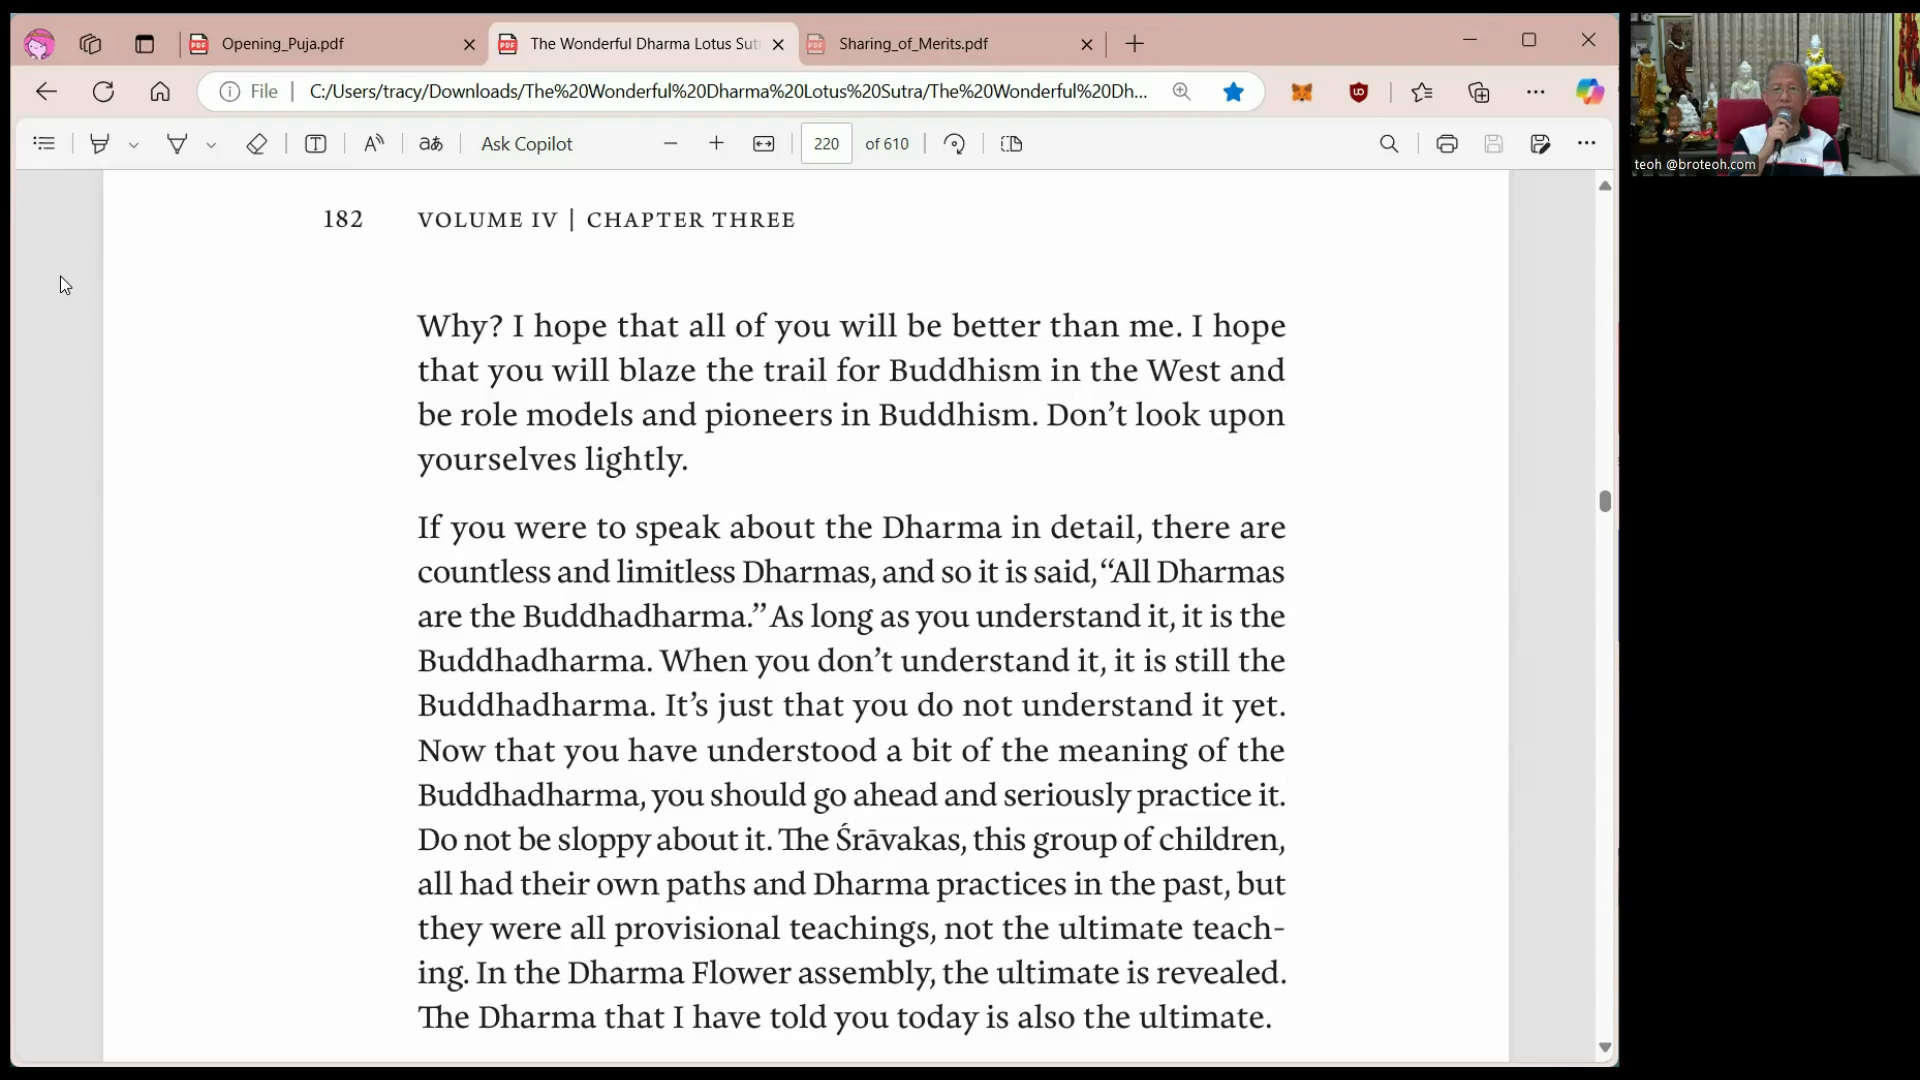 Opening_Puja.pdf
The Wonderful Dharma Lotus Sut
Sharing_of_Merits.pdf
File
C:/Users/tracy/Downloads/The%20Wonderful%20Dharma%20Lotus%20Sutra/The%20Wonderful%20Dh...
Ask Copilot
220 of 610
teoh @broteoh.com
182 VOLUME IV | CHAPTER THREE
Why? I hope that all of you will be better than me. I hope
that you will blaze the trail for Buddhism in the West and
be role models and pioneers in Buddhism. Don’t look upon
yourselves lightly.
If you were to speak about the Dharma in detail, there are
countless and limitless Dharmas, and so it is said, “All Dharmas
are the Buddhadharma.” As long as you understand it, it is the
Buddhadharma. When you don’t understand it, it is still the
Buddhadharma. It’s just that you do not understand it yet.
Now that you have understood a bit of the meaning of the
Buddhadharma, you should go ahead and seriously practice it.
Do not be sloppy about it. The Śrāvakas, this group of children,
all had their own paths and Dharma practices in the past, but
they were all provisional teachings, not the ultimate teach-
ing. In the Dharma Flower assembly, the ultimate is revealed.
The Dharma that I have told you today is also the ultimate.